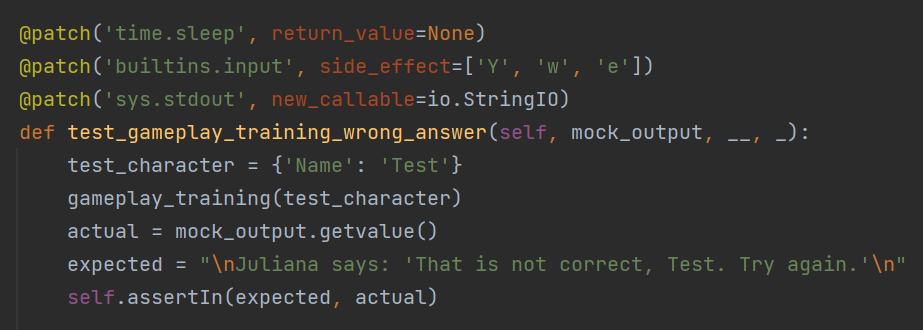 @patch('time.sleep', return_value=None)
@patch('builtins.input', side_effect=['Y', 'w', 'e'])
@patch('sys.stdout', new_callable=io.StringIO)
def test_gameplay_training_wrong_answer(self, mock_output, __, _):
    test_character = {'Name': 'Test'}
    gameplay_training(test_character)
    actual = mock_output.getvalue()
    expected = "\nJuliana says: 'That is not correct, Test. Try again.'\n"
    self.assertIn(expected, actual)